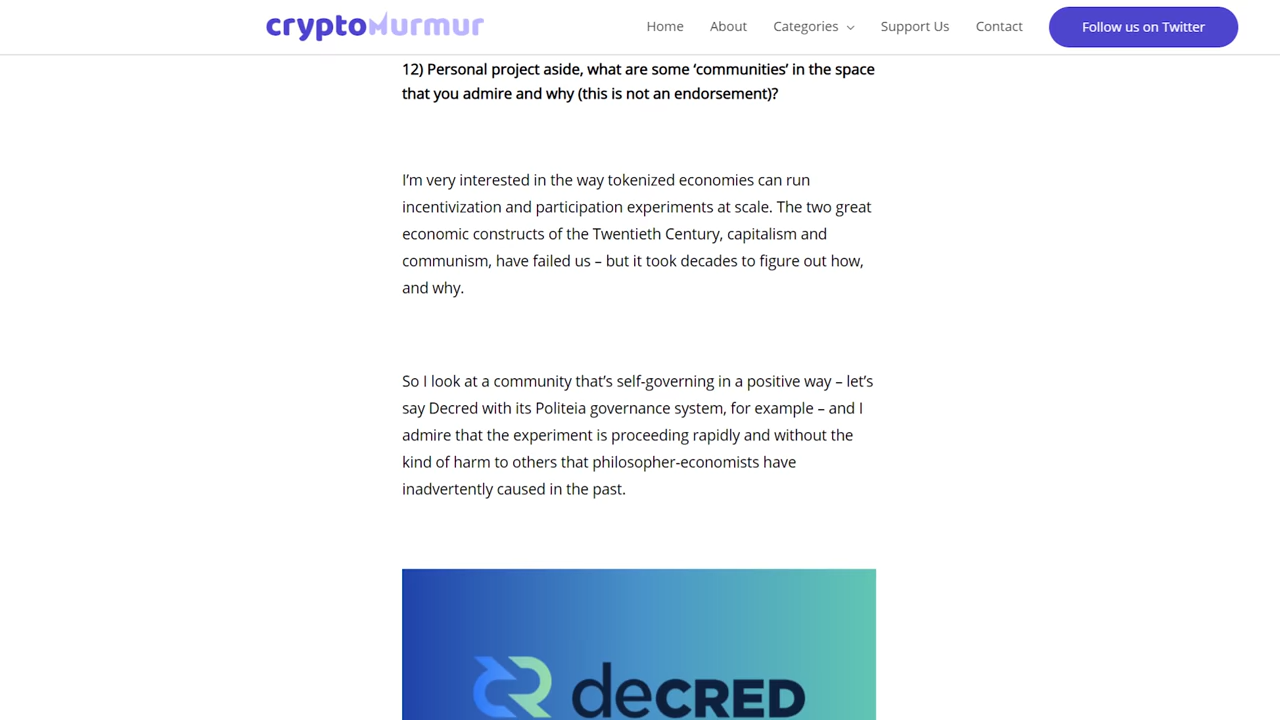 cryptoMurmur
Home About Categories Support Us Contact Follow us on Twitter
12) Personal project aside, what are some ‘communities’ in the space
that you admire and why (this is not an endorsement)?
I’m very interested in the way tokenized economies can run
incentivization and participation experiments at scale. The two great
economic constructs of the Twentieth Century, capitalism and
communism, have failed us – but it took decades to figure out how,
and why.
So I look at a community that’s self-governing in a positive way – let’s
say Decred with its Politeia governance system, for example – and I
admire that the experiment is proceeding rapidly and without the
kind of harm to others that philosopher-economists have
inadvertently caused in the past.
deCRED